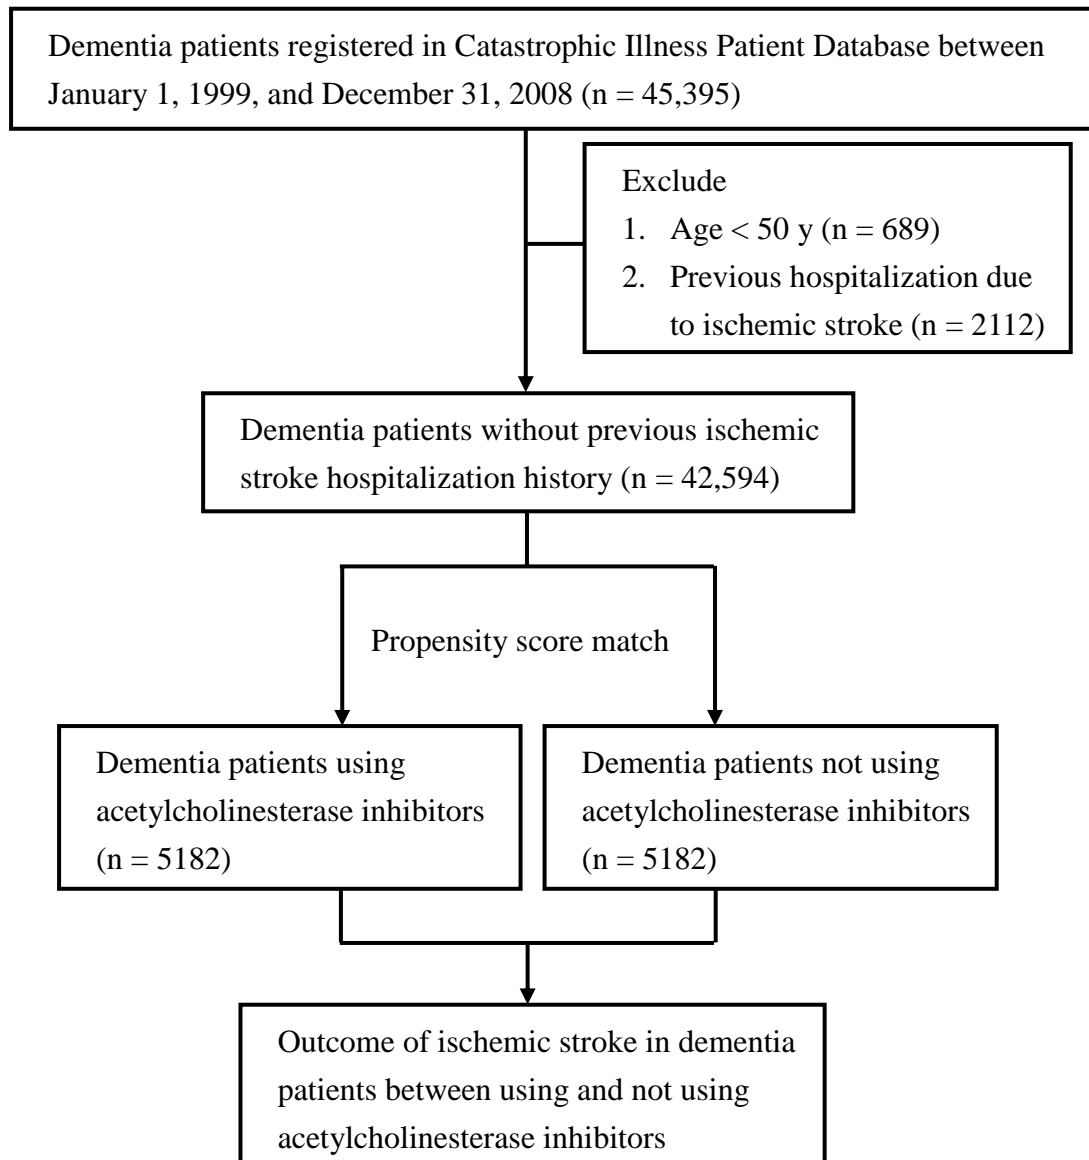 Dementia patients registered in Catastrophic Illness Patient Database between
January 1, 1999, and December 31, 2008 (n = 45,395)
Exclude
1. Age < 50 y (n = 689)
2. Previous hospitalization due
to ischemic stroke (n = 2112)
Dementia patients without previous ischemic
stroke hospitalization history (n = 42,594)
Propensity score match
Dementia patients using
acetylcholinesterase inhibitors
(n = 5182)
Dementia patients not using
acetylcholinesterase inhibitors
(n = 5182)
Outcome of ischemic stroke in dementia
patients between using and not using
acetylcholinesterase inhibitors